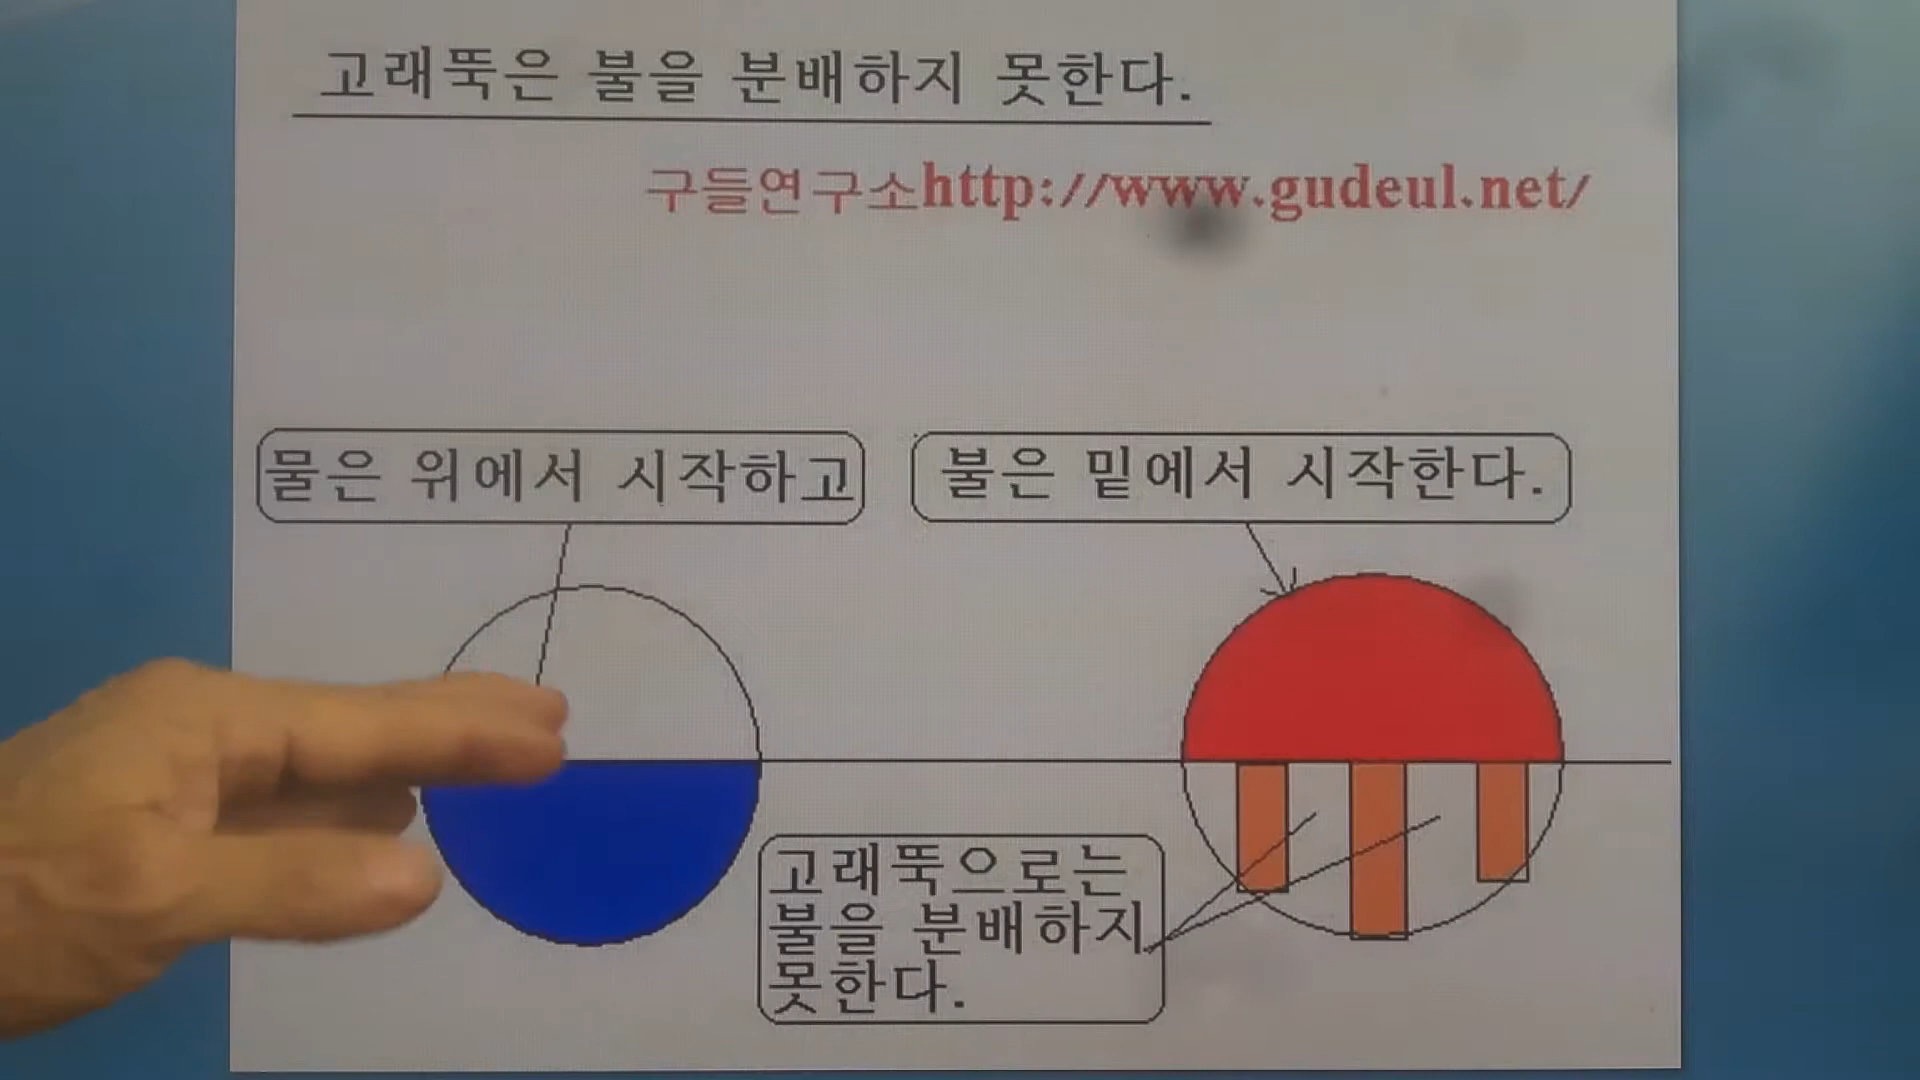 고래뚝은 불을 분배하지 못한다.
구들연구소http://www.gudeul.net/
물은 위에서 시작하고
불은 밑에서 시작한다.
고래뚝으로는
불을 분배하지
못한다.